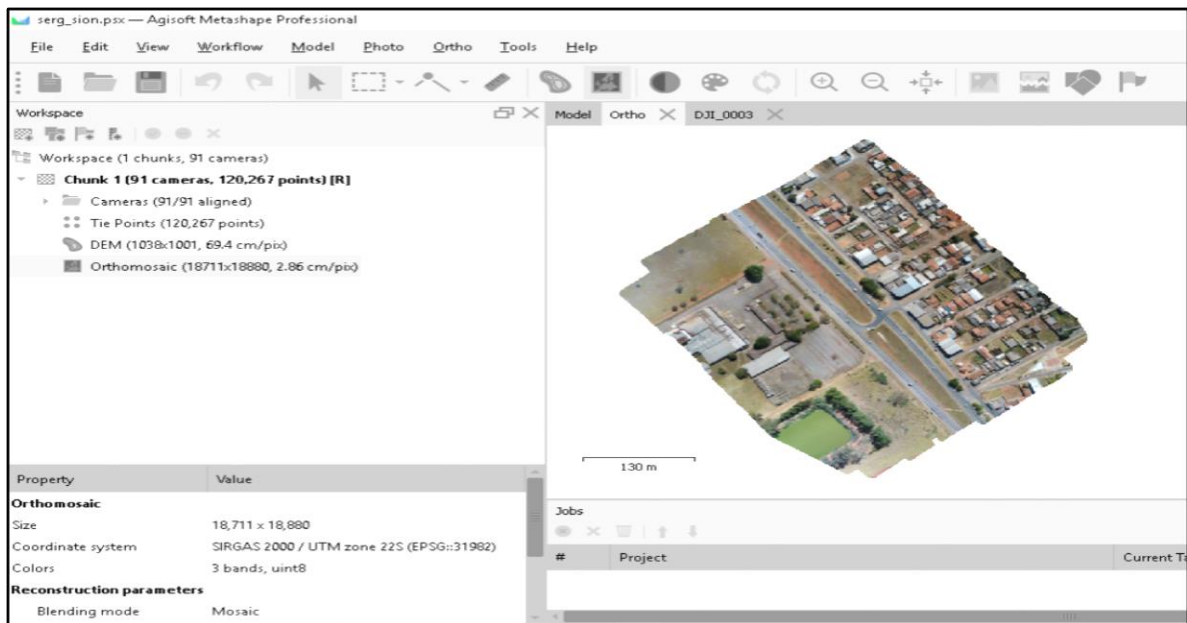 serg_sion.psx — Agisoft Metashape Professional
File Edit View Workflow Model Photo Ortho Tools Help
Workspace
Workspace (1 chunks, 91 cameras)
Chunk 1 (91 cameras, 120,267 points) [R]
Cameras (91/91 aligned)
Tie Points (120,267 points)
DEM (1038x1001, 69.4 cm/pix)
Orthomosaic (18711x18880, 2.86 cm/pix)
Model Ortho DJI_0003
130 m
Property Value
Orthomosaic
Size 18,711 x 18,880
Coordinate system SIRGAS 2000 / UTM zone 22S (EPSG::31982)
Colors 3 bands, uint8
Reconstruction parameters
Blending mode Mosaic
Jobs
# Project Current Ta